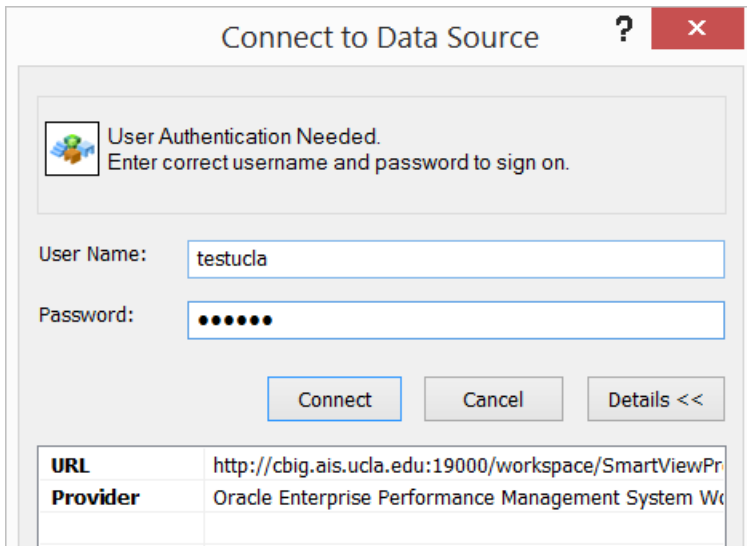 Connect to Data Source ?
User Authentication Needed.
Enter correct username and password to sign on.
User Name: testucla
Password: ●●●●●●
Connect Cancel Details <<
URL http://cbig.ais.ucla.edu:19000/workspace/SmartViewPr
Provider Oracle Enterprise Performance Management System Wo